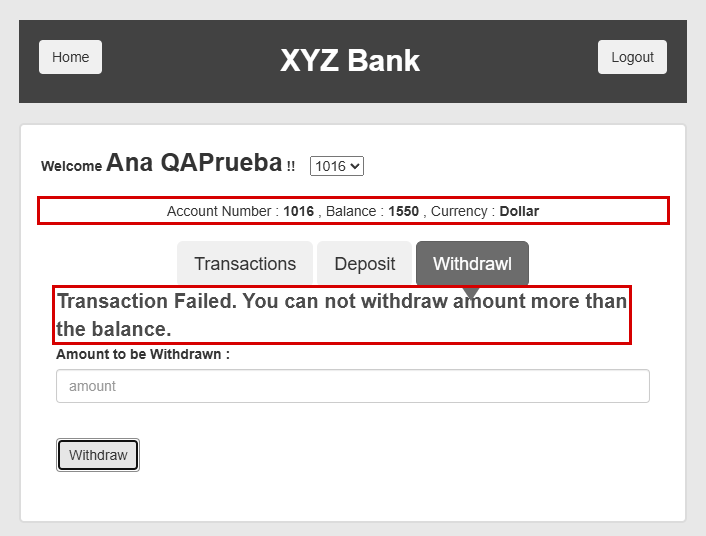 Home
XYZ Bank
Logout
Welcome Ana QAPrueba !! 1016
Account Number : 1016 , Balance : 1550 , Currency : Dollar
Transactions
Deposit
Withdrawl
Transaction Failed. You can not withdraw amount more than
the balance.
Amount to be Withdrawn :
amount
Withdraw